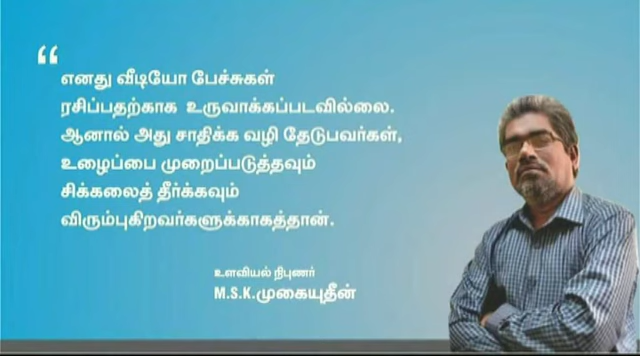 “
எனது வீடியோ பேச்சுகள்
ரசிப்பதற்காக உருவாக்கப்படவில்லை.
ஆனால் அது சாதிக்க வழி தேடுபவர்கள்,
உழைப்பை முறைப்படுத்தவும்
சிக்கலைத் தீர்க்கவும்
விரும்புகிறவர்களுக்காகத்தான்.
உளவியல் நிபுணர்
M.S.K.முகையுதீன்